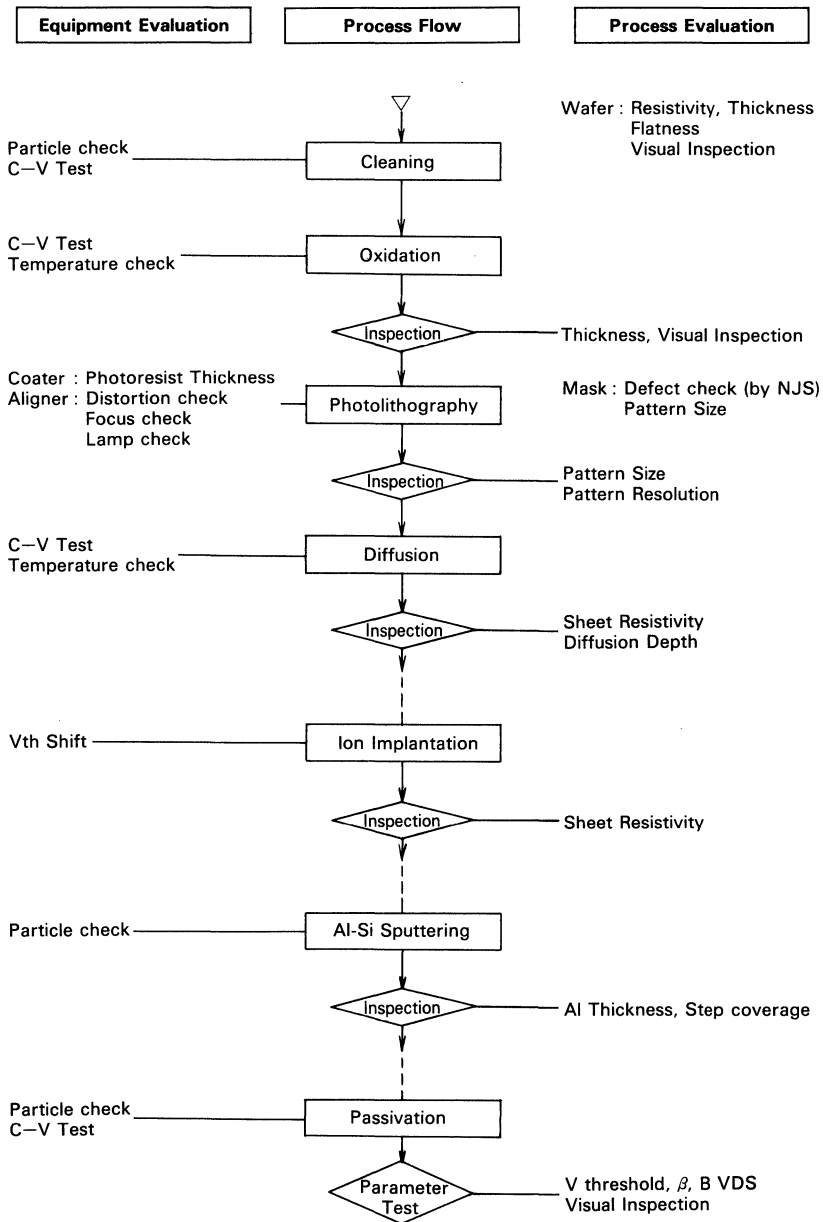 Equipment Evaluation
Process Flow
Process Evaluation
Wafer : Resistivity, Thickness
Flatness
Visual Inspection
Particle check
C–V Test
Cleaning
C–V Test
Temperature check
Oxidation
Inspection
Thickness, Visual Inspection
Coater : Photoresist Thickness
Aligner : Distortion check
Focus check
Lamp check
Photolithography
Mask : Defect check (by NJS)
Pattern Size
Inspection
Pattern Size
Pattern Resolution
C–V Test
Temperature check
Diffusion
Inspection
Sheet Resistivity
Diffusion Depth
Vth Shift
Ion Implantation
Inspection
Sheet Resistivity
Particle check
Al-Si Sputtering
Inspection
Al Thickness, Step coverage
Particle check
C–V Test
Passivation
Parameter
Test
V threshold, β, B VDS
Visual Inspection